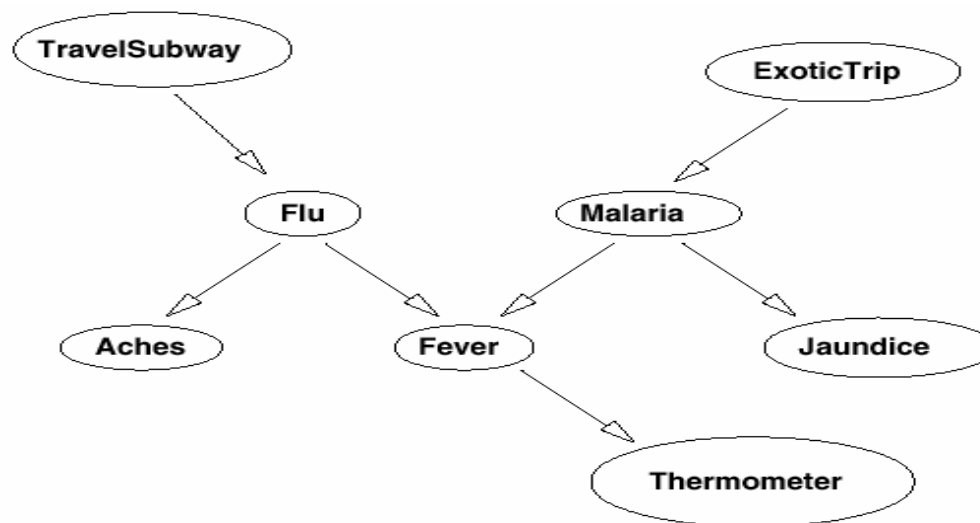 TravelSubway
ExoticTrip
Flu
Malaria
Aches
Fever
Jaundice
Thermometer